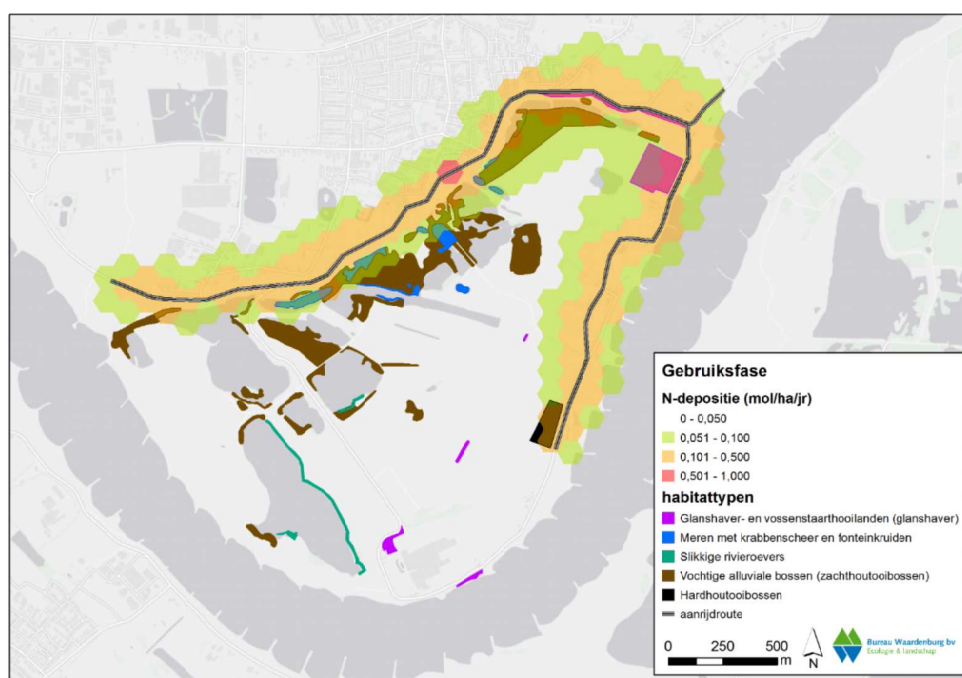 Gebruiksfase
N-depositie (mol/ha/jr)
0 - 0,050
0,051 - 0,100
0,101 - 0,500
0,501 - 1,000
habitattypen
Glanshaver- en vossenstaarthooilanden (glanshaver)
Meren met krabbenscheer en fonteinkruiden
Slikkige rivieroevers
Vochtige alluviale bossen (zachthoutooibossen)
Hardhoutooibossen
aanrijdroute
0 250 500
m
N
Bureau Waardenburg bv
Ecologie & landschap